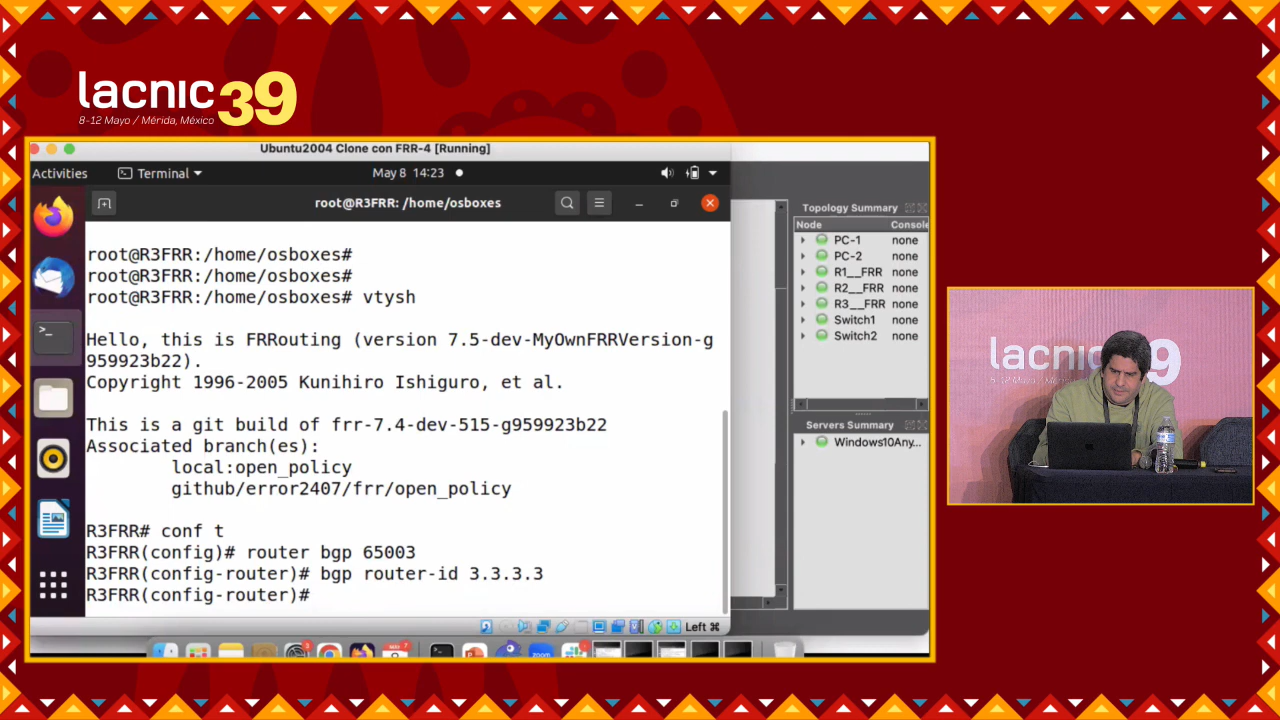 lacnic 39
8-12 Mayo / Mérida, México
Ubuntu2004 Clone con FRR-4 [Running]
Activities
Terminal
May 8 14:23
root@R3FRR: /home/osboxes
root@R3FRR:/home/osboxes#
root@R3FRR:/home/osboxes#
root@R3FRR:/home/osboxes# vtysh
Hello, this is FRRouting (version 7.5-dev-MyOwnFRRVersion-g
959923b22).
Copyright 1996-2005 Kunihiro Ishiguro, et al.
This is a git build of frr-7.4-dev-515-g959923b22
Associated branch(es):
local:open_policy
github/error2407/frr/open_policy
R3FRR# conf t
R3FRR(config)# router bgp 65003
R3FRR(config-router)# bgp router-id 3.3.3.3
R3FRR(config-router)#
Left ⌘
Topology Summary
Node Console
PC-1 none
PC-2 none
R1__FRR none
R2__FRR none
R3__FRR none
Switch1 none
Switch2 none
Servers Summary
Windows10Any...
zoom
lacnic 39